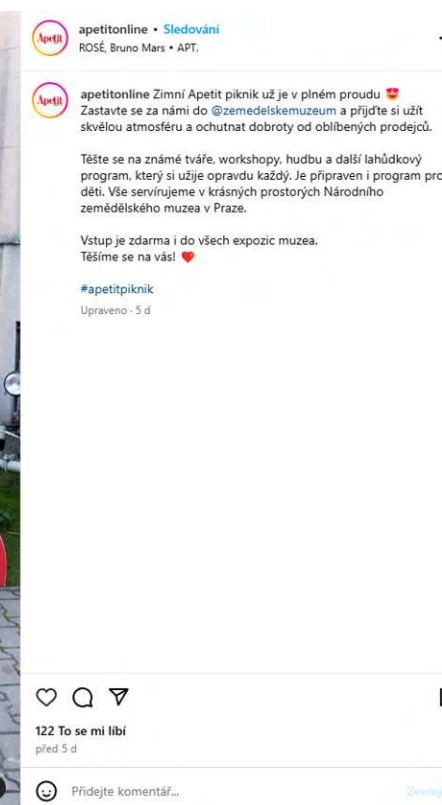 Apetit
apetitonline • Sledování
ROSÉ, Bruno Mars • APT.
Apetit
apetitonline Zimní Apetit piknik už je v plném proudu 😍
Zastavte se za námi do @zemedelskemuzeum a přijďte si užít
skvělou atmosféru a ochutnat dobroty od oblíbených prodejců.
Těšte se na známé tváře, workshopy, hudbu a další lahůdkový
program, který si užije opravdu každý. Je připraven i program pro
děti. Vše servírujeme v krásných prostorých Národního
zemědělského muzea v Praze.
Vstup je zdarma i do všech expozic muzea.
Těšíme se na vás! ❤️
#apetitpiknik
Upraveno · 5 d
122 To se mi líbí
před 5 d
Přidejte komentář...